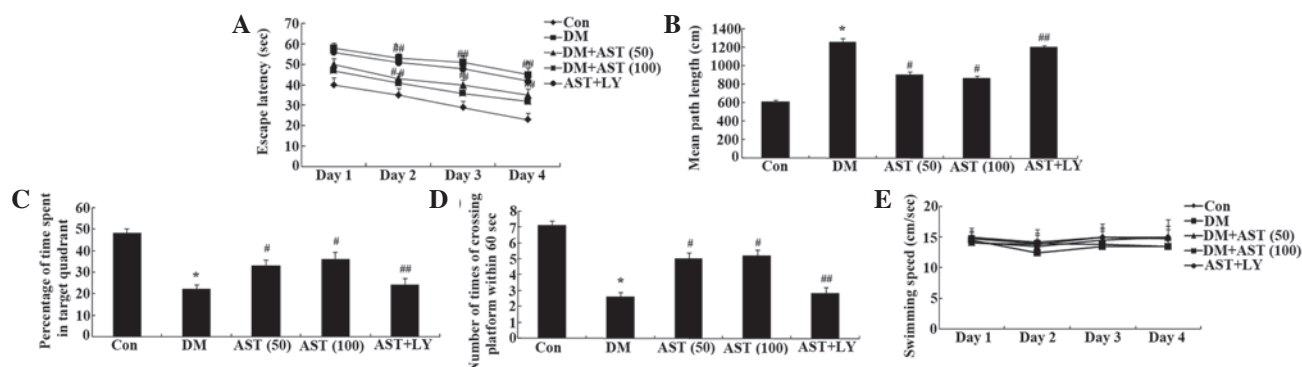 A
Escape latency (sec)
70
60
50
40
30
20
10
0
##
##
##
#,#
##
Day 1 Day 2 Day 3 Day 4
Con
DM
DM+AST (50)
DM+AST (100)
AST+LY
B
Mean path length (cm)
1400
1200
1000
800
600
400
200
0
*
#
#
##
Con DM AST (50) AST (100) AST+LY
C
Percentage of time spent
in target quadrant
60
50
40
30
20
10
0
*
#
#
##
Con DM AST (50) AST (100) AST+LY
D
Number of times of crossing
platform within 60 sec
8
7
6
5
4
3
2
1
0
*
#
#
##
Con DM AST (50) AST (100) AST+LY
E
Swimming speed (cm/sec)
20
15
10
5
0
Day 1 Day 2 Day 3 Day 4
Con
DM
DM+AST (50)
DM+AST (100)
AST+LY